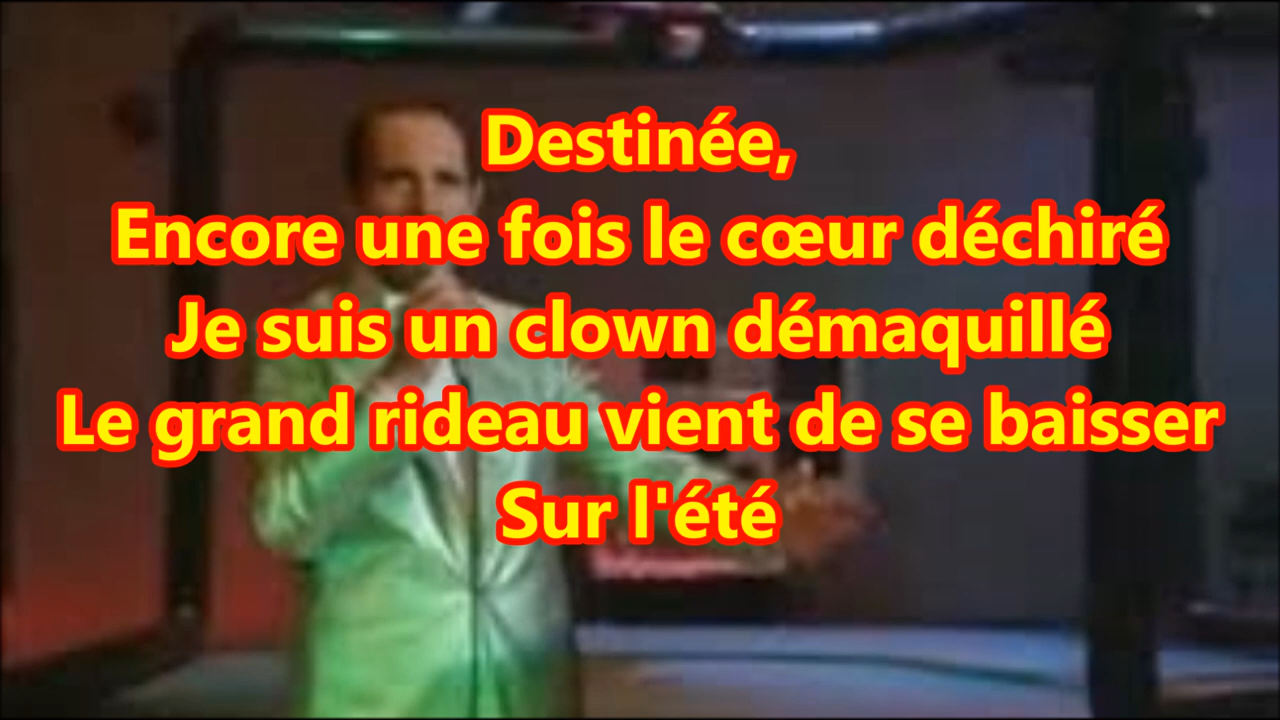 Destinée,
Encore une fois le cœur déchiré
Je suis un clown démaquillé
Le grand rideau vient de se baisser
Sur l'été